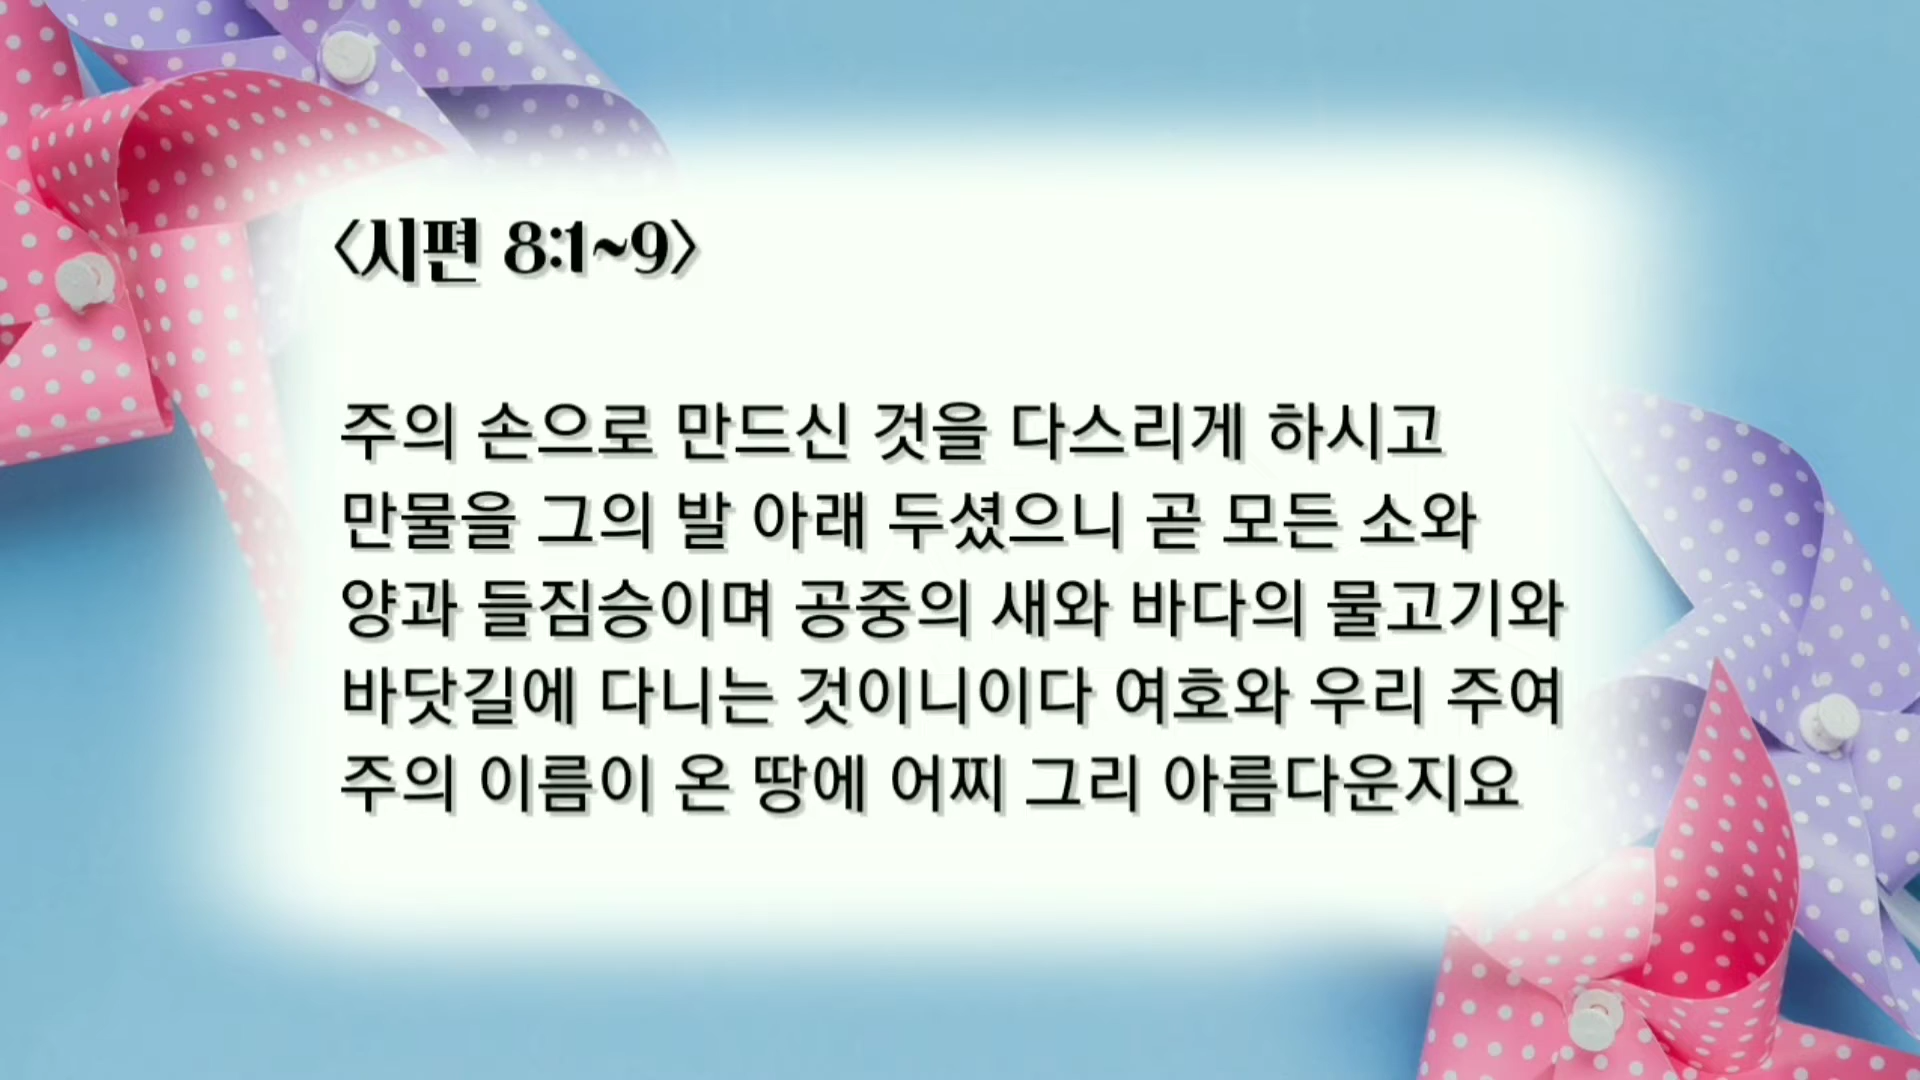 <시편 8:1~9>
주의 손으로 만드신 것을 다스리게 하시고
만물을 그의 발 아래 두셨으니 곧 모든 소와
양과 들짐승이며 공중의 새와 바다의 물고기와
바닷길에 다니는 것이니이다 여호와 우리 주여
주의 이름이 온 땅에 어찌 그리 아름다운지요